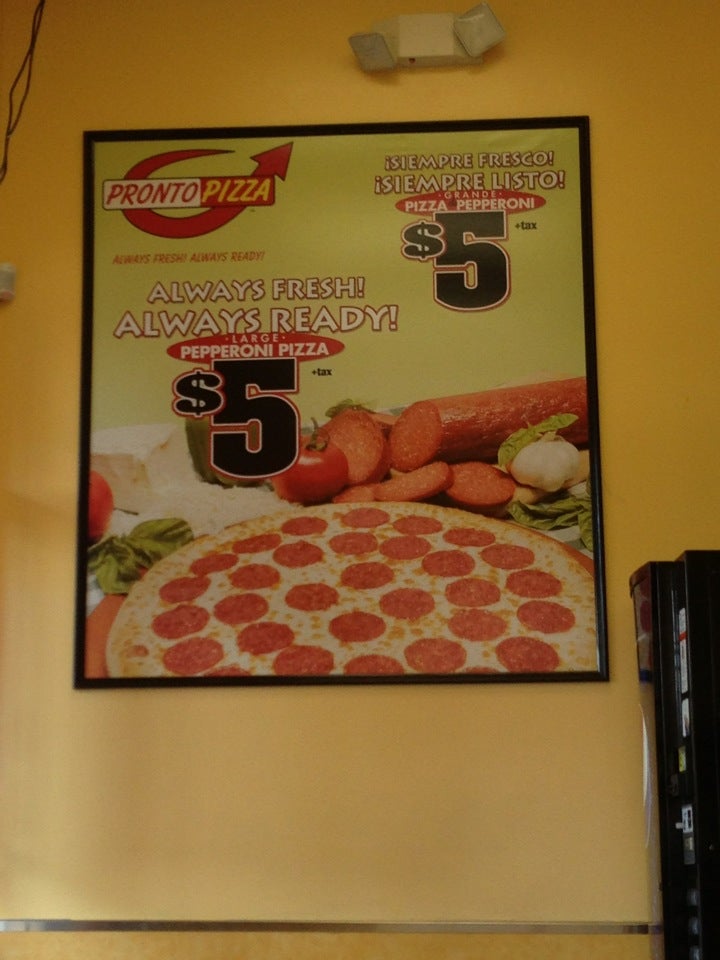 PRONTO PIZZA
ALWAYS FRESH! ALWAYS READY!
¡SIEMPRE FRESCO!
¡SIEMPRE LISTO!
·GRANDE·
PIZZA PEPPERONI
$5 +tax
ALWAYS FRESH!
ALWAYS READY!
·LARGE·
PEPPERONI PIZZA
$5 +tax